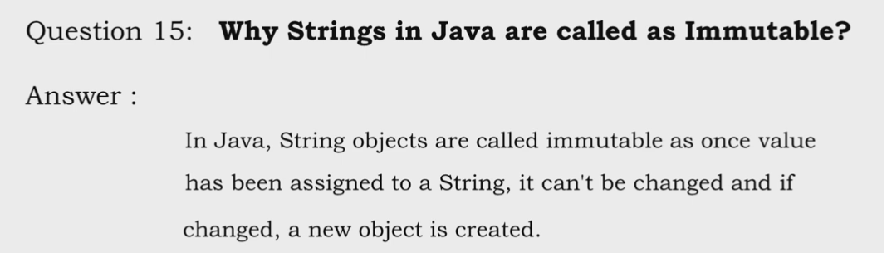 Question 15: Why Strings in Java are called as Immutable?
Answer :
In Java, String objects are called immutable as once value
has been assigned to a String, it can't be changed and if
changed, a new object is created.